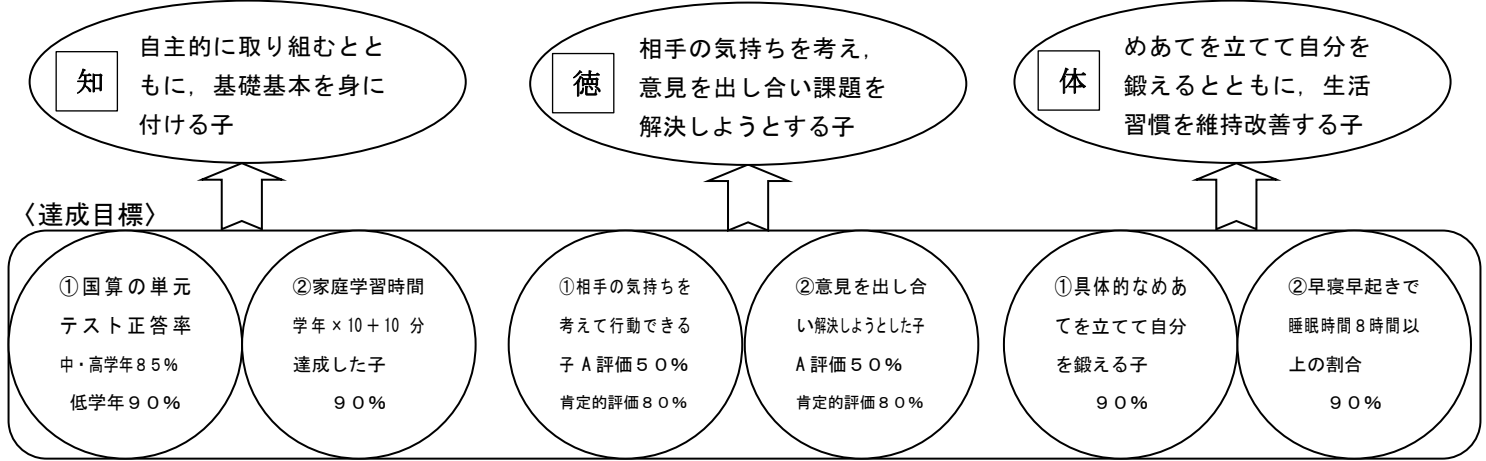 知
自主的に取り組むとと
もに，基礎基本を身に
付ける子
徳
相手の気持ちを考え，
意見を出し合い課題を
解決しようとする子
体
めあてを立てて自分を
鍛えるとともに，生活
習慣を維持改善する子
〈達成目標〉
①国算の単元
テスト正答率
中・高学年８５％
低学年９０％
②家庭学習時間
学年×10＋10 分
達成した子
９０％
①相手の気持ちを
考えて行動できる
子 A 評価５０％
肯定的評価８０％
②意見を出し合
い解決しようとした子
A 評価５０％
肯定的評価８０％
①具体的なめあ
てを立てて自分
を鍛える子
９０％
②早寝早起きで
睡眠時間８時間以
上の割合
９０％